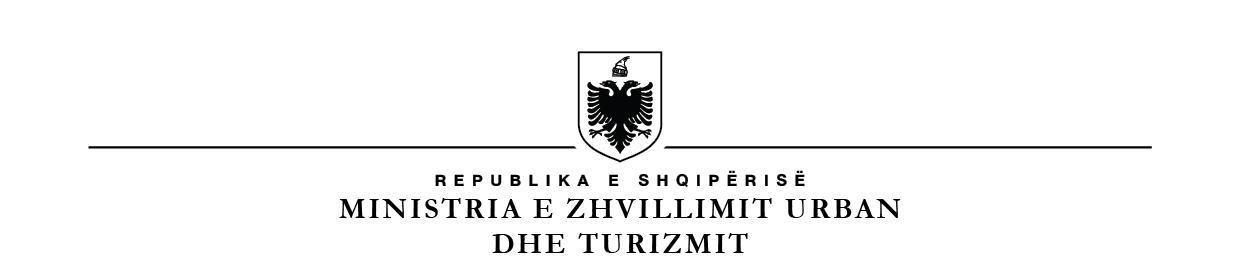 REPUBLIKA E SHQIPËRISË
MINISTRIA E ZHVILLIMIT URBAN
DHE TURIZMIT